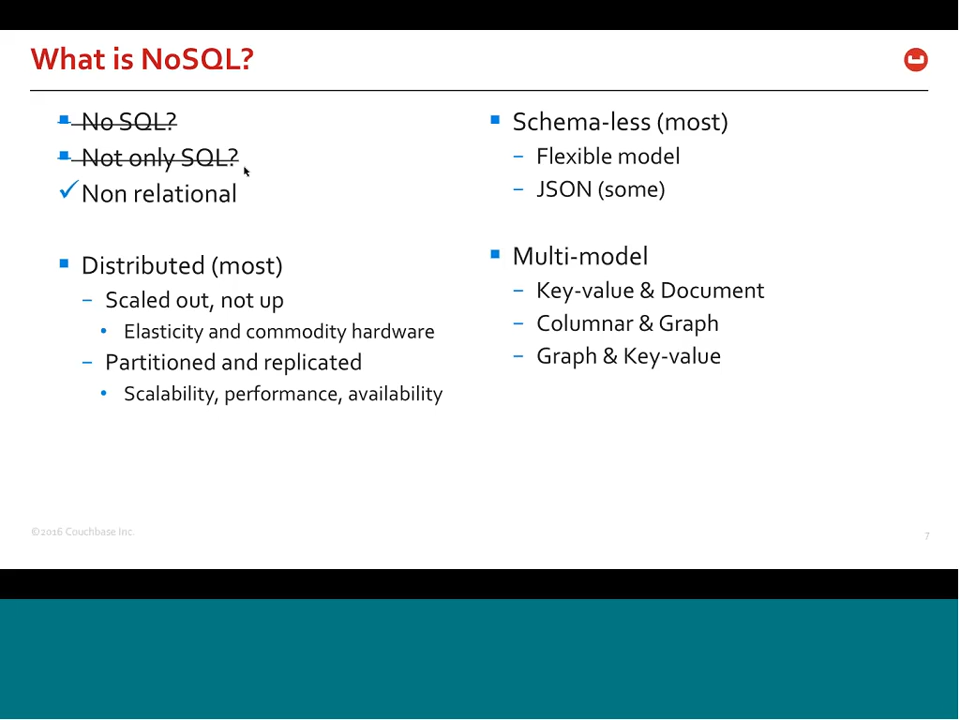 What is NoSQL?
No SQL?
Not only SQL?
Non relational
Distributed (most)
Scaled out, not up
Elasticity and commodity hardware
Partitioned and replicated
Scalability, performance, availability
Schema-less (most)
Flexible model
JSON (some)
Multi-model
Key-value & Document
Columnar & Graph
Graph & Key-value
©2016 Couchbase Inc.
7